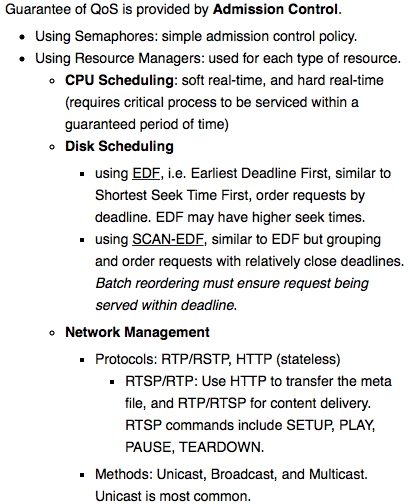 Guarantee of QoS is provided by Admission Control.
Using Semaphores: simple admission control policy.
Using Resource Managers: used for each type of resource.
CPU Scheduling: soft real-time, and hard real-time
(requires critical process to be serviced within a
guaranteed period of time)
Disk Scheduling
using EDF, i.e. Earliest Deadline First, similar to
Shortest Seek Time First, order requests by
deadline. EDF may have higher seek times.
using SCAN-EDF, similar to EDF but grouping
and order requests with relatively close deadlines.
Batch reordering must ensure request being
served within deadline.
Network Management
Protocols: RTP/RSTP, HTTP (stateless)
RTSP/RTP: Use HTTP to transfer the meta
file, and RTP/RTSP for content delivery.
RTSP commands include SETUP, PLAY,
PAUSE, TEARDOWN.
Methods: Unicast, Broadcast, and Multicast.
Unicast is most common.